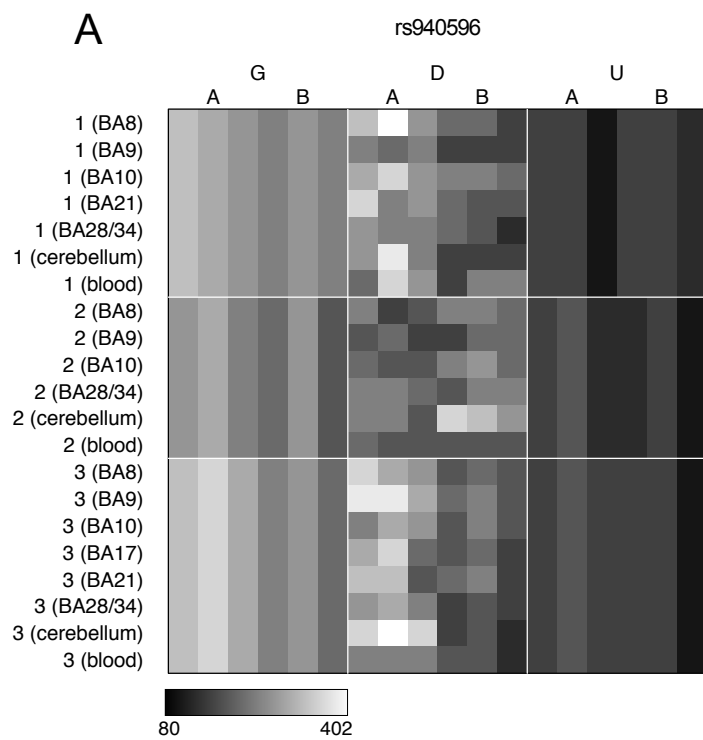 A
rs940596
G D U
A B A B A B
1 (BA8)
1 (BA9)
1 (BA10)
1 (BA21)
1 (BA28/34)
1 (cerebellum)
1 (blood)
2 (BA8)
2 (BA9)
2 (BA10)
2 (BA28/34)
2 (cerebellum)
2 (blood)
3 (BA8)
3 (BA9)
3 (BA10)
3 (BA17)
3 (BA21)
3 (BA28/34)
3 (cerebellum)
3 (blood)
80 402